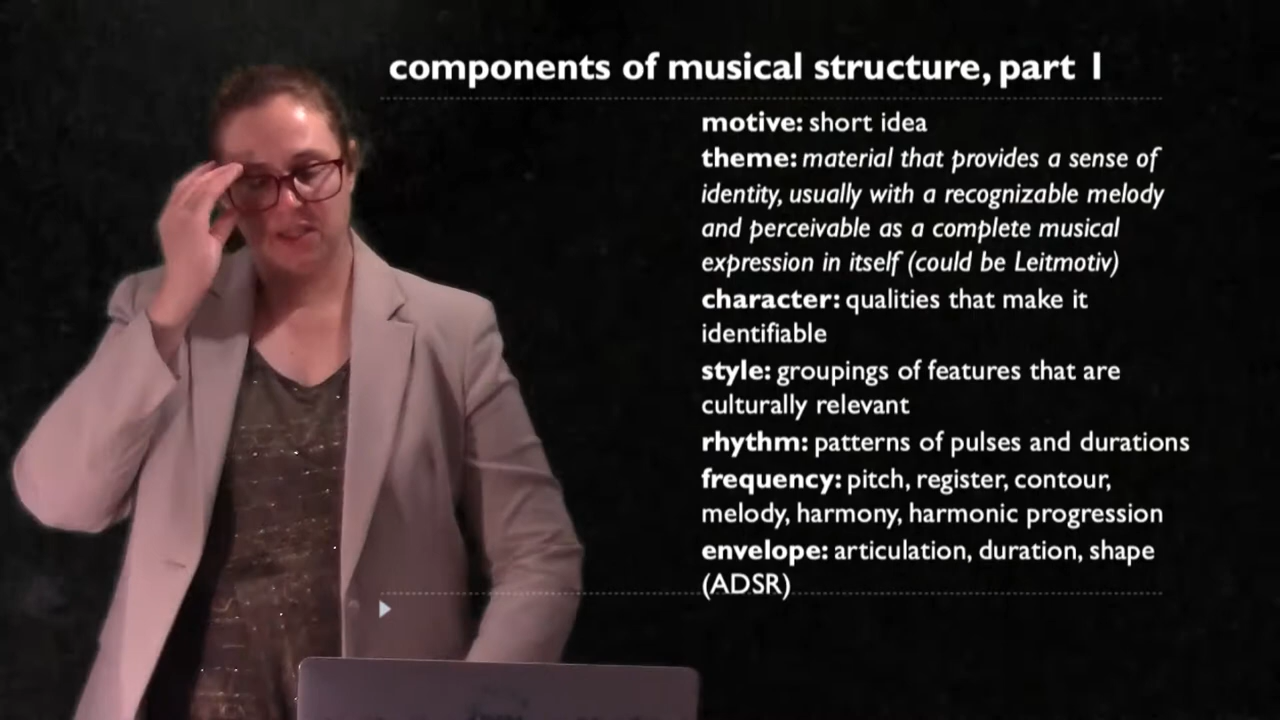 components of musical structure, part 1
motive: short idea
theme: material that provides a sense of
identity, usually with a recognizable melody
and perceivable as a complete musical
expression in itself (could be Leitmotiv)
character: qualities that make it
identifiable
style: groupings of features that are
culturally relevant
rhythm: patterns of pulses and durations
frequency: pitch, register, contour,
melody, harmony, harmonic progression
envelope: articulation, duration, shape
(ADSR)